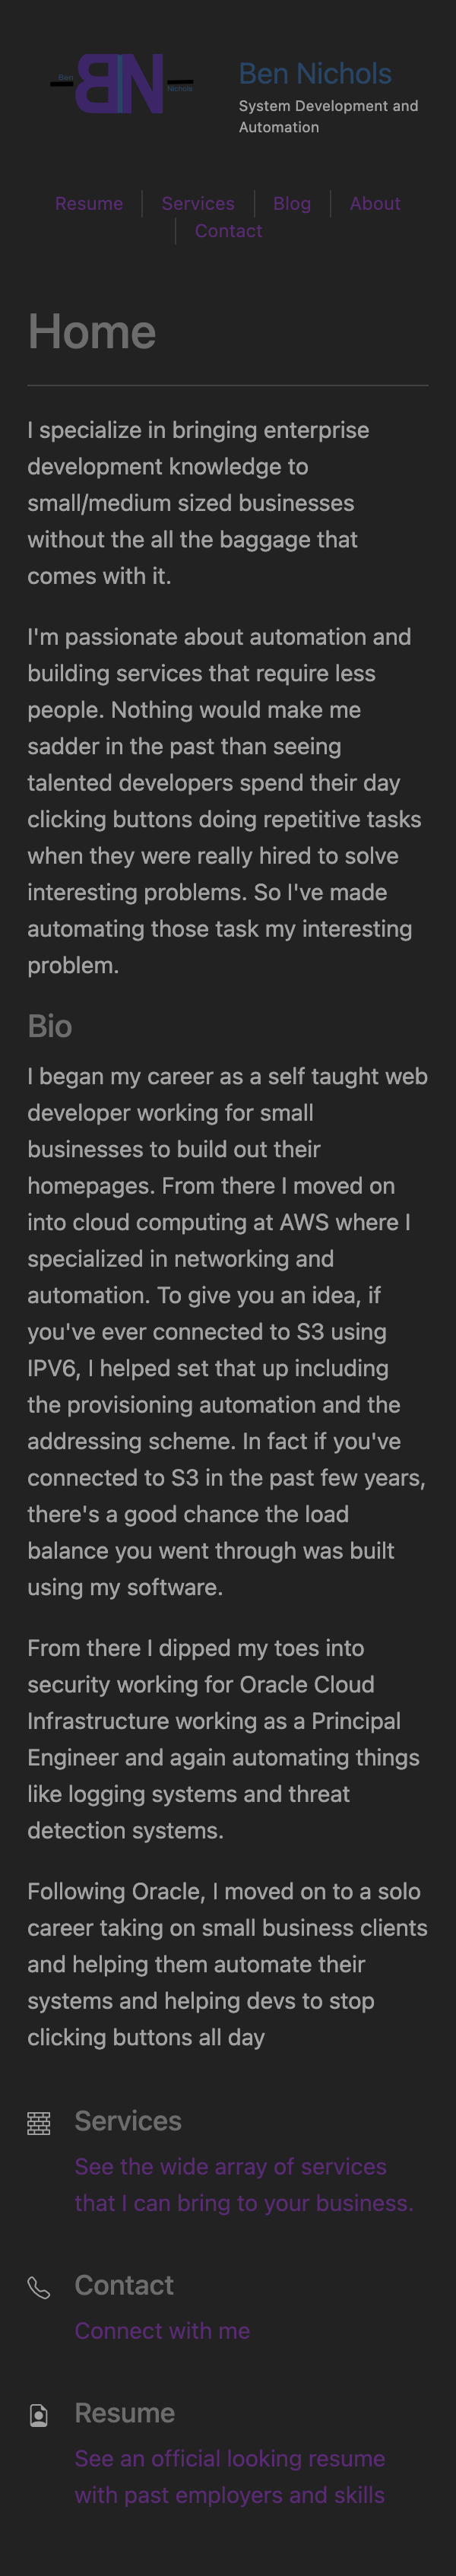 Ben
BN
Nichols
Ben Nichols
System Development and
Automation
Resume
Services
Blog
About
Contact
Home
I specialize in bringing enterprise
development knowledge to
small/medium sized businesses
without the all the baggage that
comes with it.
I'm passionate about automation and
building services that require less
people. Nothing would make me
sadder in the past than seeing
talented developers spend their day
clicking buttons doing repetitive tasks
when they were really hired to solve
interesting problems. So I've made
automating those task my interesting
problem.
Bio
I began my career as a self taught web
developer working for small
businesses to build out their
homepages. From there I moved on
into cloud computing at AWS where I
specialized in networking and
automation. To give you an idea, if
you've ever connected to S3 using
IPV6, I helped set that up including
the provisioning automation and the
addressing scheme. In fact if you've
connected to S3 in the past few years,
there's a good chance the load
balance you went through was built
using my software.
From there I dipped my toes into
security working for Oracle Cloud
Infrastructure working as a Principal
Engineer and again automating things
like logging systems and threat
detection systems.
Following Oracle, I moved on to a solo
career taking on small business clients
and helping them automate their
systems and helping devs to stop
clicking buttons all day
Services
See the wide array of services
that I can bring to your business.
Contact
Connect with me
Resume
See an official looking resume
with past employers and skills